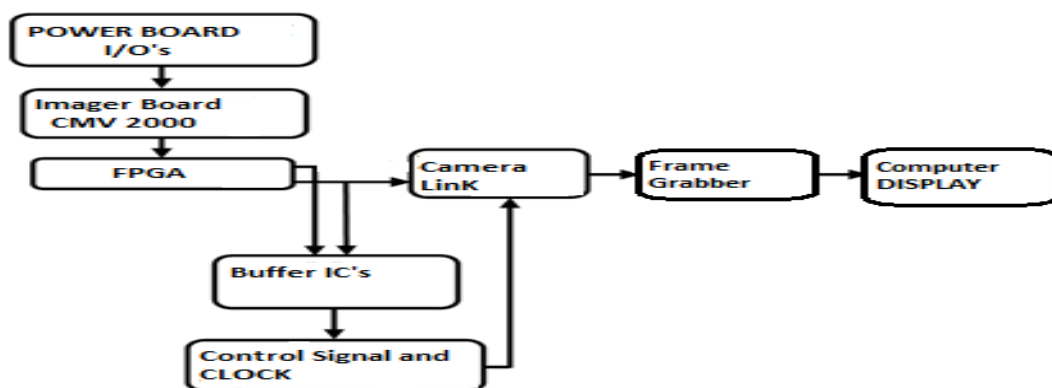 POWER BOARD
I/O's
Imager Board
CMV 2000
FPGA
Camera
LinK
Frame
Grabber
Computer
DISPLAY
Buffer IC's
Control Signal and
CLOCK